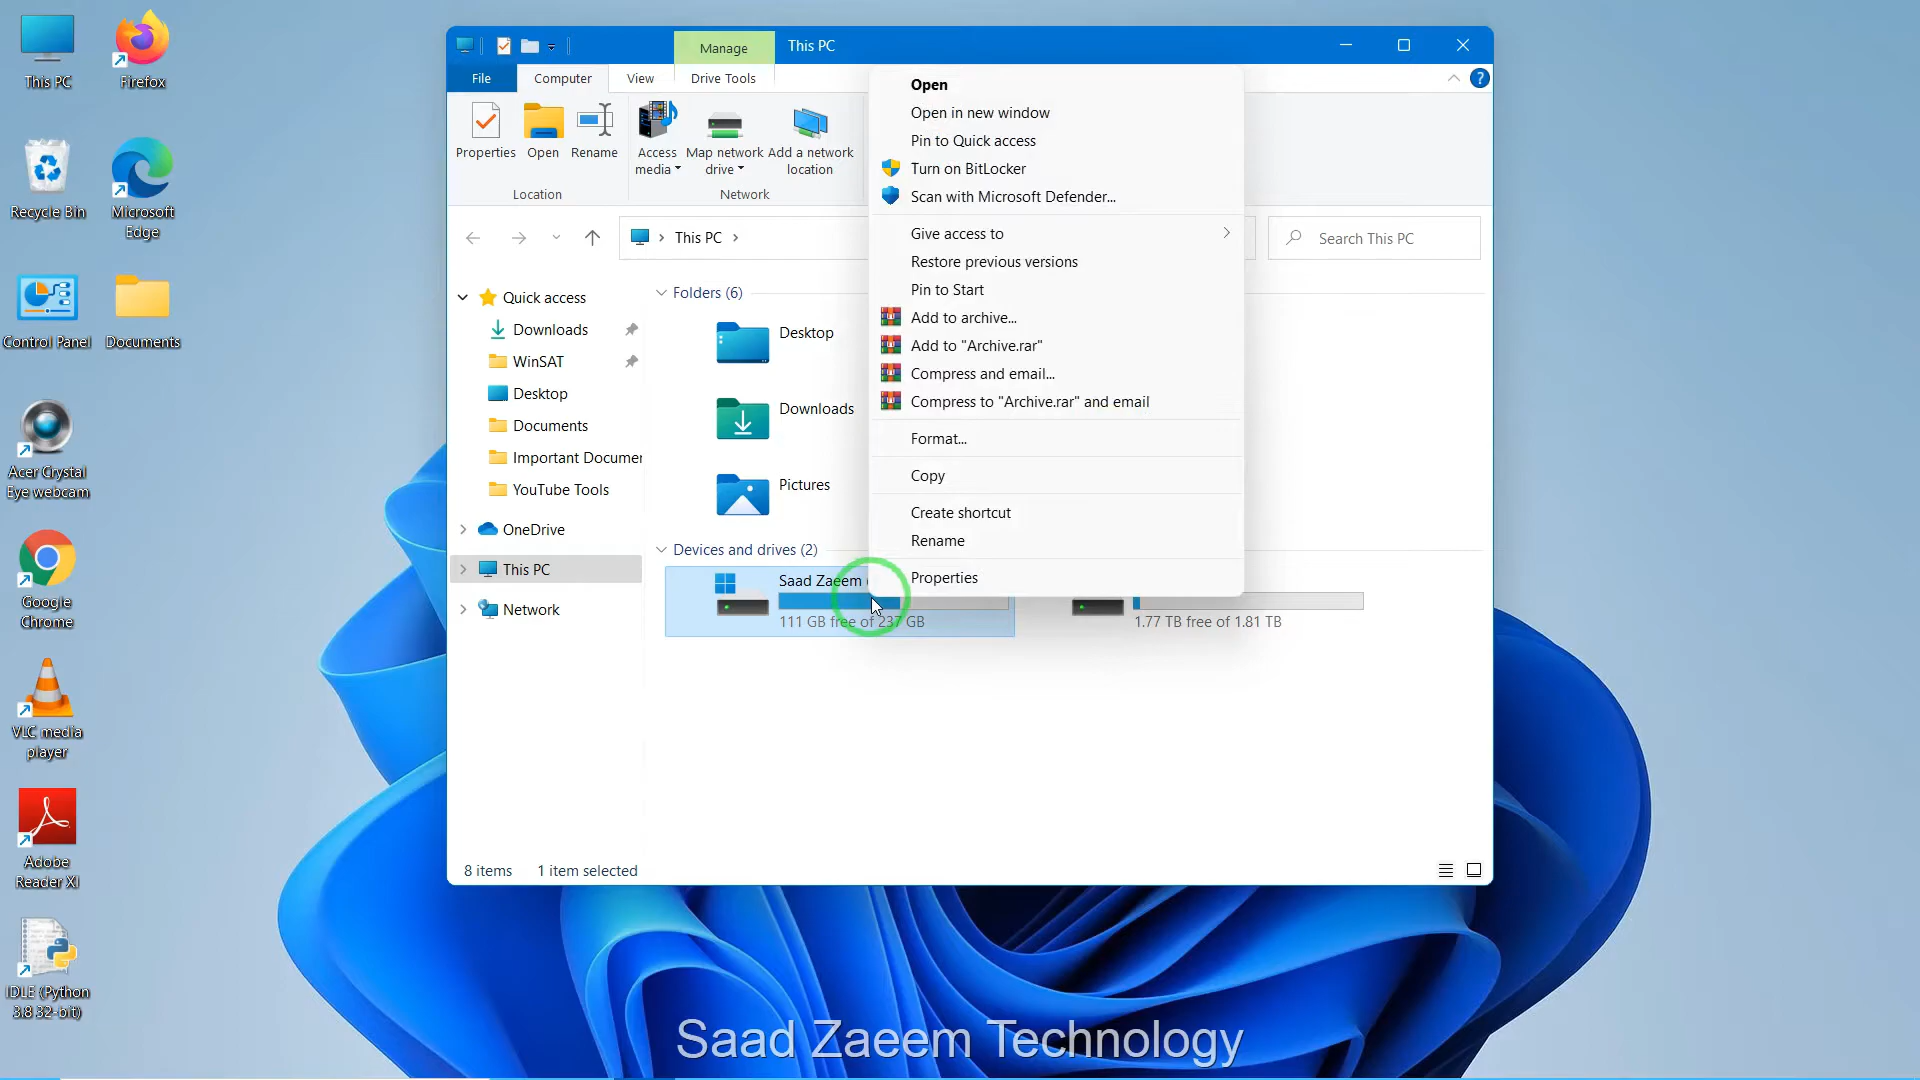 This PC
Firefox
Recycle Bin
Microsoft
Edge
Control Panel
Documents
Acer Crystal
Eye webcam
Google
Chrome
VLC media
player
Adobe
Reader XI
IDLE (Python
3.8 32-bit)
Manage
This PC
File
Computer
View
Drive Tools
?
Properties
Open
Rename
Access
media
Map network
drive
Add a network
location
Location
Network
This PC
Search This PC
Quick access
Downloads
WinSAT
Desktop
Documents
Important Documen
YouTube Tools
OneDrive
This PC
Network
Folders (6)
Desktop
Downloads
Pictures
Devices and drives (2)
Saad Zaeem (
111 GB free of 237 GB
1.77 TB free of 1.81 TB
Open
Open in new window
Pin to Quick access
Turn on BitLocker
Scan with Microsoft Defender...
Give access to
Restore previous versions
Pin to Start
Add to archive...
Add to "Archive.rar"
Compress and email...
Compress to "Archive.rar" and email
Format...
Copy
Create shortcut
Rename
Properties
8 items
1 item selected
Saad Zaeem Technology